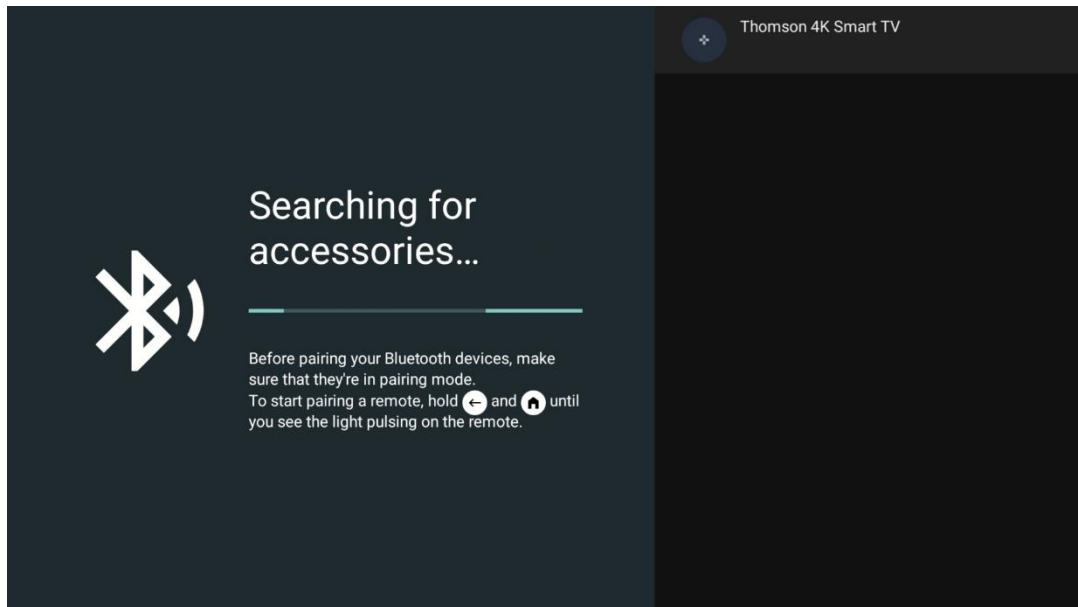 Thomson 4K Smart TV
Searching for
accessories…
Before pairing your Bluetooth devices, make
sure that they're in pairing mode.
To start pairing a remote, hold and until
you see the light pulsing on the remote.